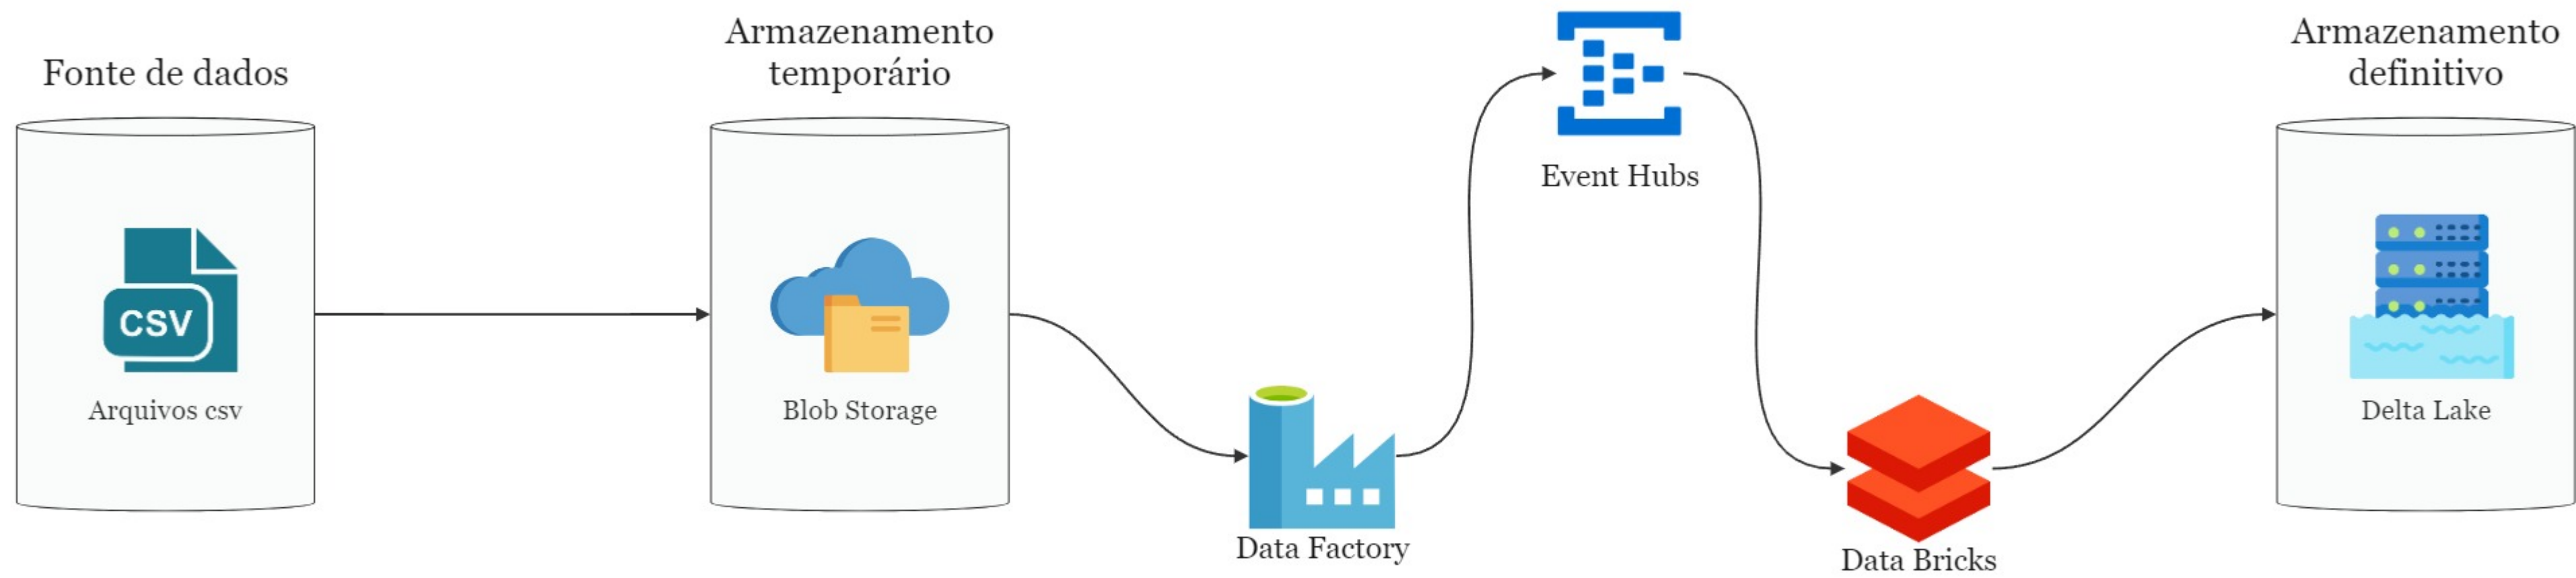 Fonte de dados
Armazenamento
temporário
Armazenamento
definitivo
Event Hubs
CSV
Arquivos csv
Blob Storage
Delta Lake
Data Factory
Data Bricks